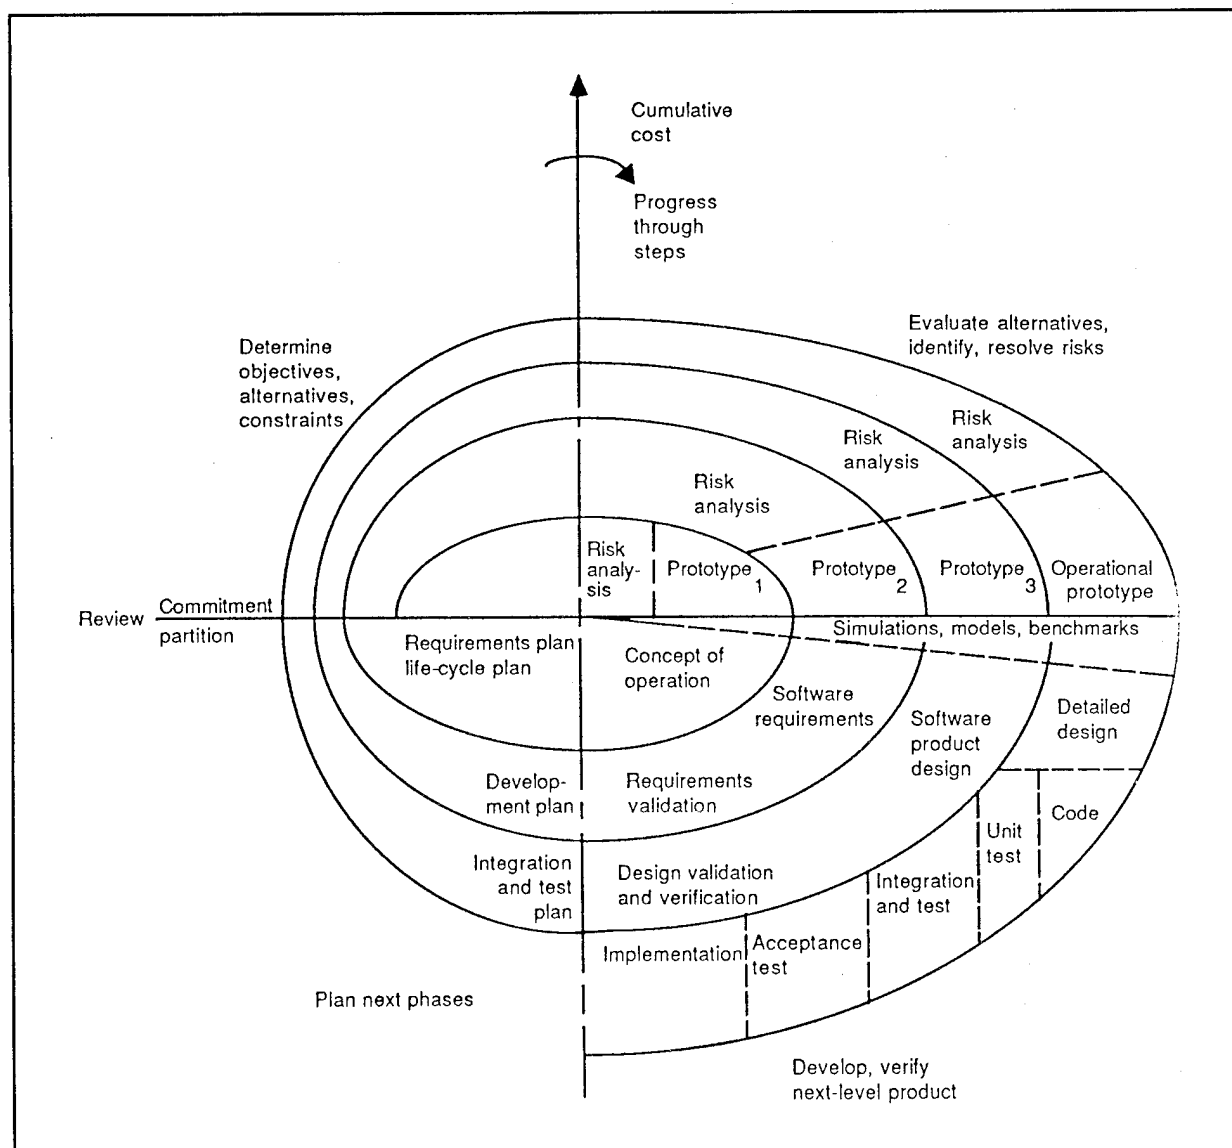 Cumulative
cost
Progress
through
steps
Evaluate alternatives,
identify, resolve risks
Determine
objectives,
alternatives,
constraints
Risk
analysis
Risk
analysis
Risk
analysis
Risk
analy-
sis
Prototype 1
Prototype 2
Prototype 3
Operational
prototype
Review
Commitment
partition
Simulations, models, benchmarks
Requirements plan
life-cycle plan
Concept of
operation
Software
requirements
Software
product
design
Detailed
design
Develop-
ment plan
Requirements
validation
Code
Unit
test
Integration
and test
plan
Design validation
and verification
Integration
and test
Acceptance
test
Implementation
Plan next phases
Develop, verify
next-level product